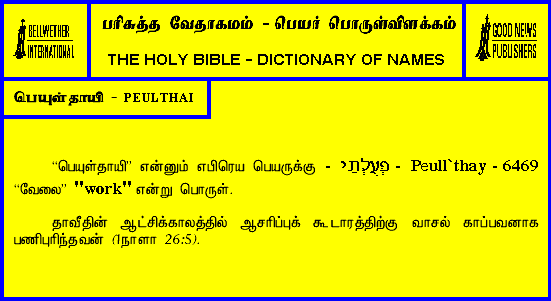 BELLWETHER
INTERNATIONAL
பரிசுத்த வேதாகமம் - பெயர் பொருள்விளக்கம்
THE HOLY BIBLE - DICTIONARY OF NAMES
GOOD NEWS
PUBLISHERS
பெயுள்தாயி - PEULTHAI
“பெயுள்தாயி” என்னும் எபிரெய பெயருக்கு - פְּעֻלְּתַי - Peull`thay - 6469
“வேலை” "work" என்று பொருள்.
தாவீதின் ஆட்சிக்காலத்தில் ஆசரிப்புக் கூடாரத்திற்கு வாசல் காப்பவனாக
பணிபுரிந்தவன் (1நாளா 26:5).